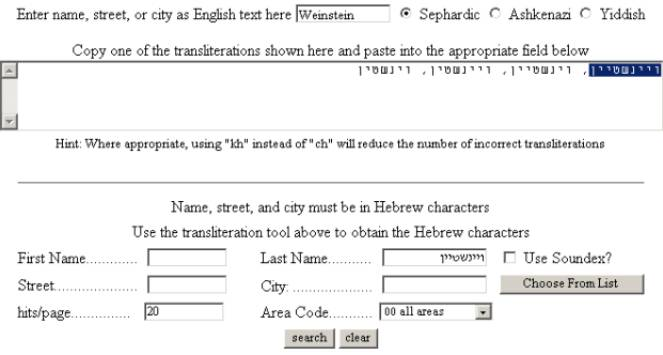 Enter name, street, or city as English text here Weinstein Sephardic Ashkenazi Yiddish
Copy one of the transliterations shown here and paste into the appropriate field below
ויינשטיין, וינשטיין, ויינשטין, וינשטין
Hint: Where appropriate, using "kh" instead of "ch" will reduce the number of incorrect transliterations
Name, street, and city must be in Hebrew characters
Use the transliteration tool above to obtain the Hebrew characters
First Name............. Last Name........... ויינשטיין Use Soundex?
Street..................... City: ..................... Choose From List
hits/page............... 20 Area Code........... 00 all areas
search clear